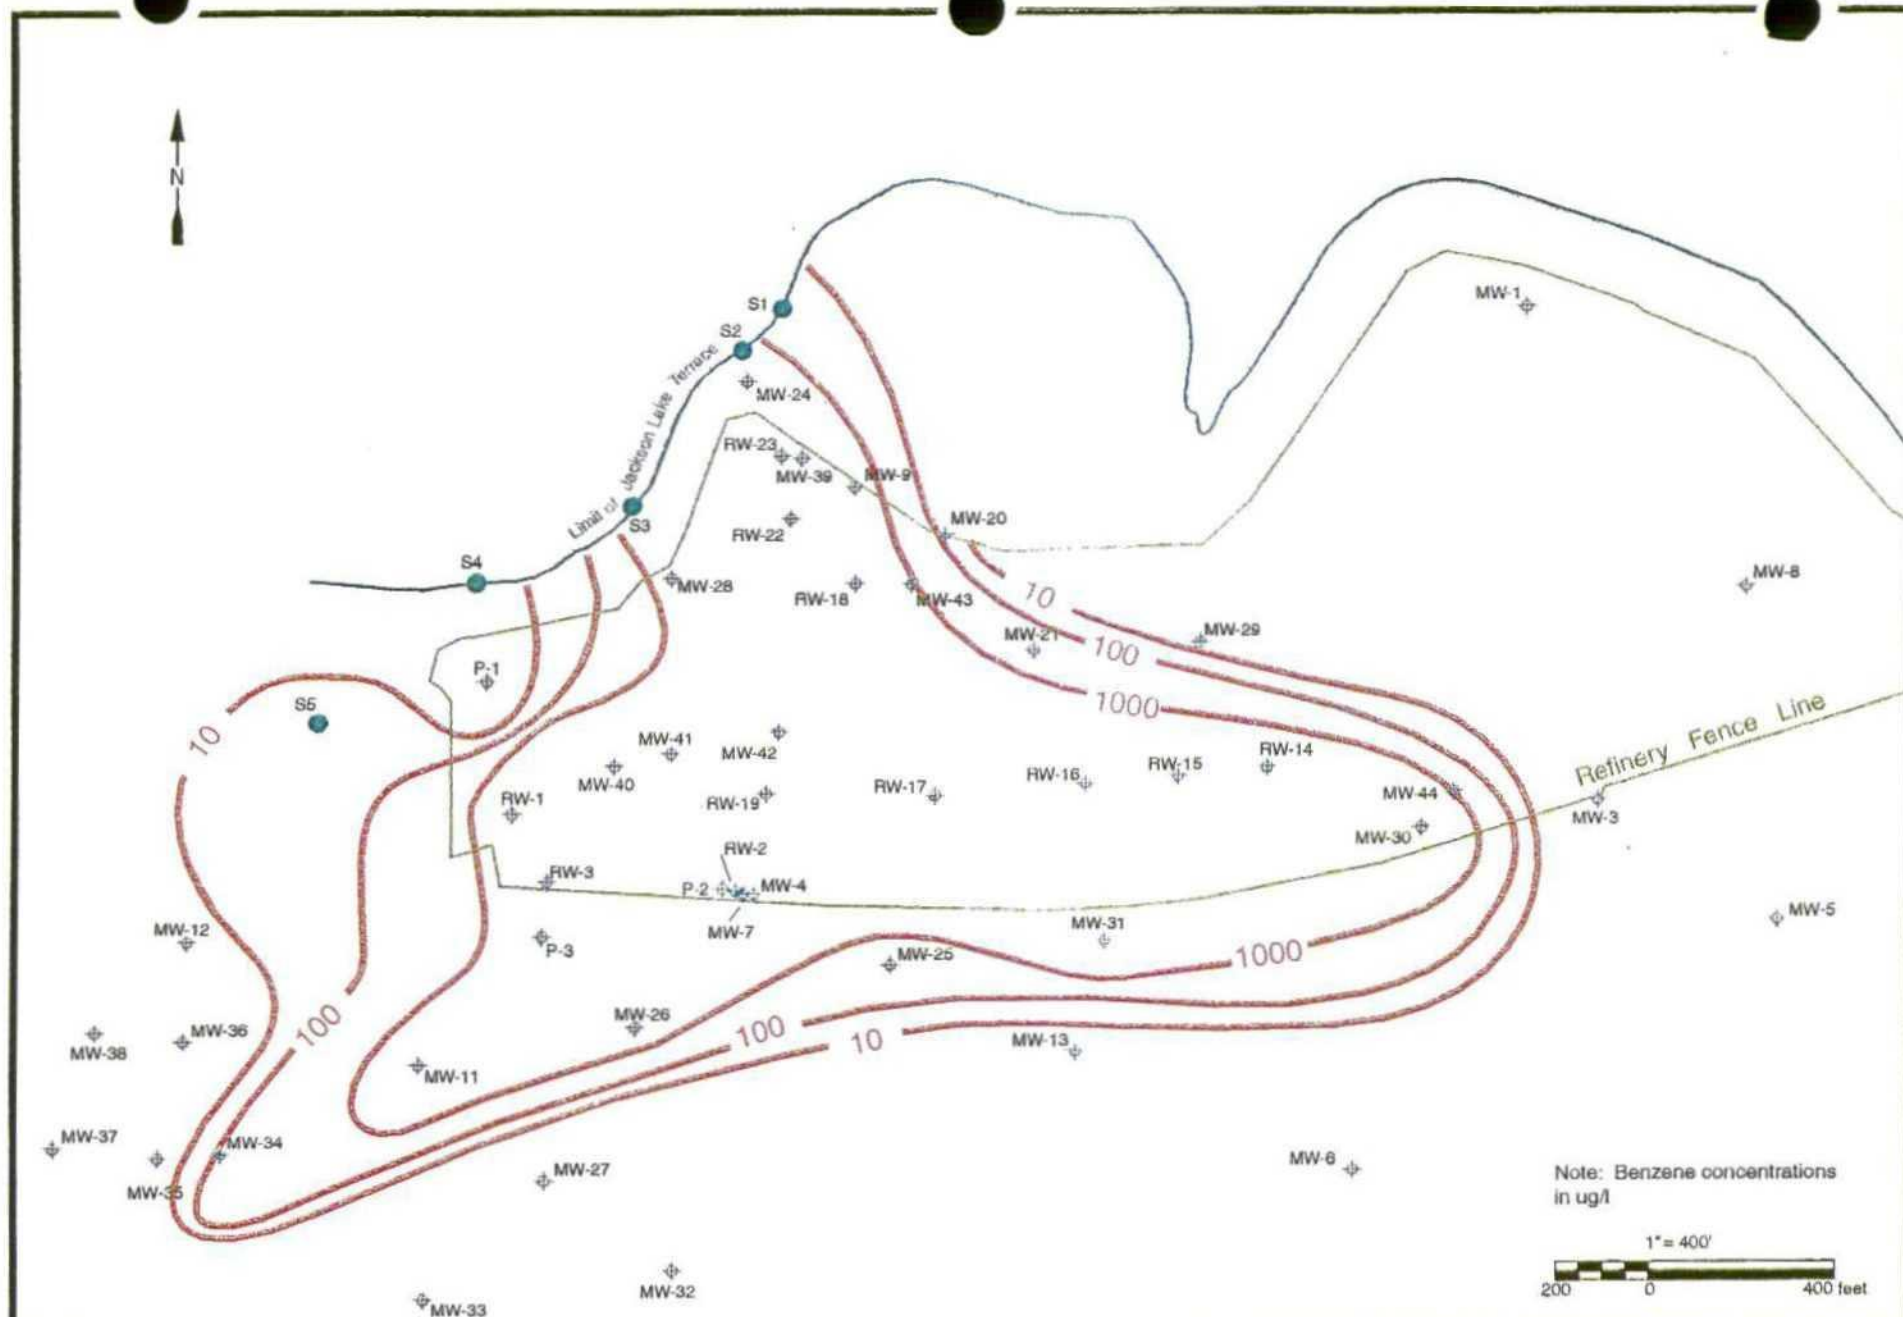 N
MW-1
S1
S2
Limit of Jackson Lake Terrace
MW-24
RW-23
MW-39
MW-9
RW-22
MW-20
S3
S4
MW-28
RW-18
MW-43
10
MW-8
MW-21
MW-29
100
P-1
1000
S5
10
Refinery Fence Line
MW-41
MW-42
MW-40
RW-14
RW-15
RW-16
RW-17
RW-19
RW-1
MW-44
MW-3
MW-30
RW-2
RW-3
P-2
MW-4
MW-7
MW-31
MW-5
MW-12
P-3
MW-25
1000
100
MW-26
100
10
MW-36
MW-38
MW-13
MW-11
MW-37
MW-34
MW-35
MW-27
MW-6
Note: Benzene concentrations
in ug/l
1"= 400'
200 0 400 feet
MW-32
MW-33